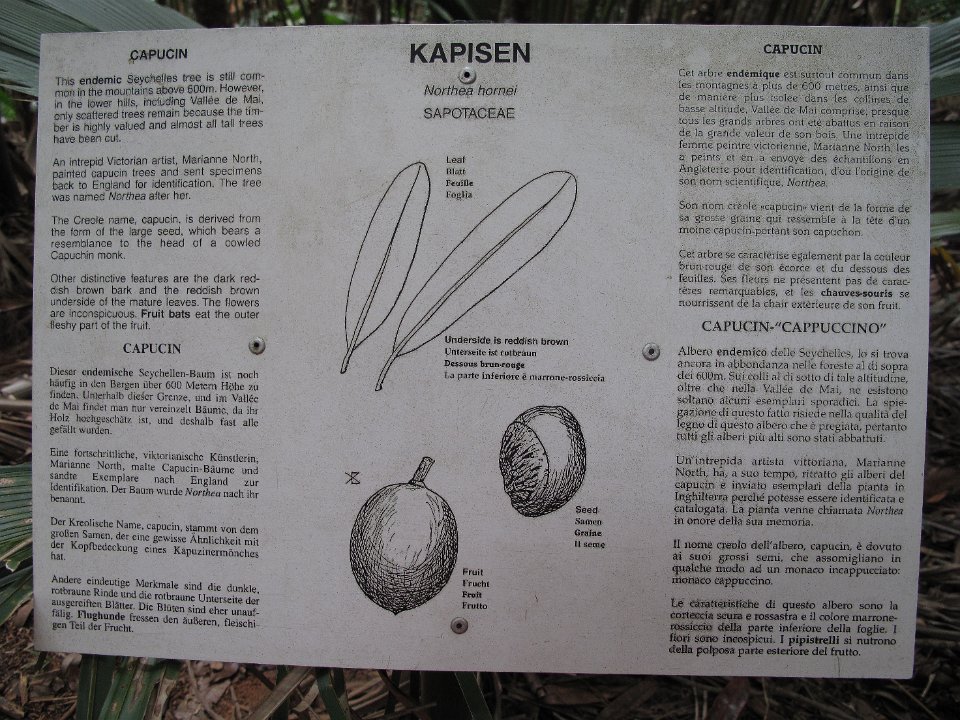 CAPUCIN
This endemic Seychelles tree is still com-
mon in the mountains above 600m. However,
in the lower hills, including Vallée de Mai,
only scattered trees remain because the tim-
ber is highly valued and almost all tall trees
have been cut.
An intrepid Victorian artist, Marianne North,
painted capucin trees and sent specimens
back to England for identification. The tree
was named Northea after her.
The Creole name, capucin, is derived from
the form of the large seed, which bears a
resemblance to the head of a cowled
Capuchin monk.
Other distinctive features are the dark red-
dish brown bark and the reddish brown
underside of the mature leaves. The flowers
are inconspicuous. Fruit bats eat the outer
fleshy part of the fruit.
CAPUCIN
Dieser endemische Seychellen-Baum ist noch
häufig in den Bergen über 600 Metern Höhe zu
finden. Unterhalb dieser Grenze, und im Vallée
de Mai findet man nur vereinzelt Bäume, da ihr
Holz hochgeschätz ist, und deshalb fast alle
gefällt wurden.
Eine fortschrittliche, viktorianische Künstlerin,
Marianne North, malte Capucin-Bäume und
sandte Exemplare nach England zur
Identifikation. Der Baum wurde Northea nach ihr
benannt.
Der Kreolische Name, capucin, stammt von dem
großen Samen, der eine gewisse Ähnlichkeit mit
der Kopfbedeckung eines Kapuzinermönches
hat.
Andere eindeutige Merkmale sind die dunkle,
rotbraune Rinde und die rotbraune Unterseite der
ausgereiften Blätter. Die Blüten sind eher unauf-
fälig. Flughunde fressen den äußeren, fleischi-
gen Teil der Frucht.
KAPISEN
Northea hornei
SAPOTACEAE
Leaf
Blatt
Feuille
Foglia
Underside is reddish brown
Unterseite ist rotbraun
Dessous brun-rouge
La parte inferiore è marrone-rossiccia
Seed
Samen
Graine
Il seme
Fruit
Frucht
Fruit
Frutto
CAPUCIN
Cet arbre endémique est surtout commun dans
les montagnes à plus de 600 metres, ainsi que
de manière plus isolée dans les collines de
basse altitude, Vallée de Mai comprise, presque
tous les grands arbres ont été abattus en raison
de la grande valeur de son bois. Une intrépide
femme peintre victorienne, Marianne North, les
a peints et en a envoyé des échantillons en
Angleterre pour identification, d'ou l'origine de
son nom scientifique, Northea.
Son nom créole «capucin» vient de la forme de
sa grosse graine qui ressemble à la tête d'un
moine capucin-portant son capuchon.
Cet arbre se caractérise également par la couleur
brun-rouge de son écorce et du dessous des
feuilles. Ses fleurs ne présentent pas de carac-
tères remarquables, et les chauves-souris se
nourrissent de la chair extérieure de son fruit.
CAPUCIN-"CAPPUCCINO"
Albero endemico delle Seychelles, lo si trova
ancora in abbondanza nelle foreste al di sopra
dei 600m. Sui colli al di sotto di tale altitudine,
oltre che nella Vallée de Mai, ne esistono
soltano alcuni esemplari sporadici. La spie-
gazione di questo fatto risiede nella qualità del
legno di questo albero che è pregiata, pertanto
tutti gli alberi più alti sono stati abbattuti.
Un'intrepida artista vittoriana, Marianne
North, ha, a suo tempo, ritratto gli alberi del
capucin e inviato esemplari della pianta in
Inghilterra perché potesse essere identificata e
catalogata. La pianta venne chiamata Northea
in onore della sua memoria.
Il nome creolo dell'albero, capucin, è dovuto
ai suoi grossi semi, che assomigliano in
qualche modo ad un monaco incappucciato:
monaco cappuccino.
Le caratteristiche di questo albero sono la
corteccia scura e rossastra e il colore marrone-
rossiccio della parte inferiore della foglie. I
fiori sono incospicui. I pipistrelli si nutrono
della polposa parte esteriore del frutto.